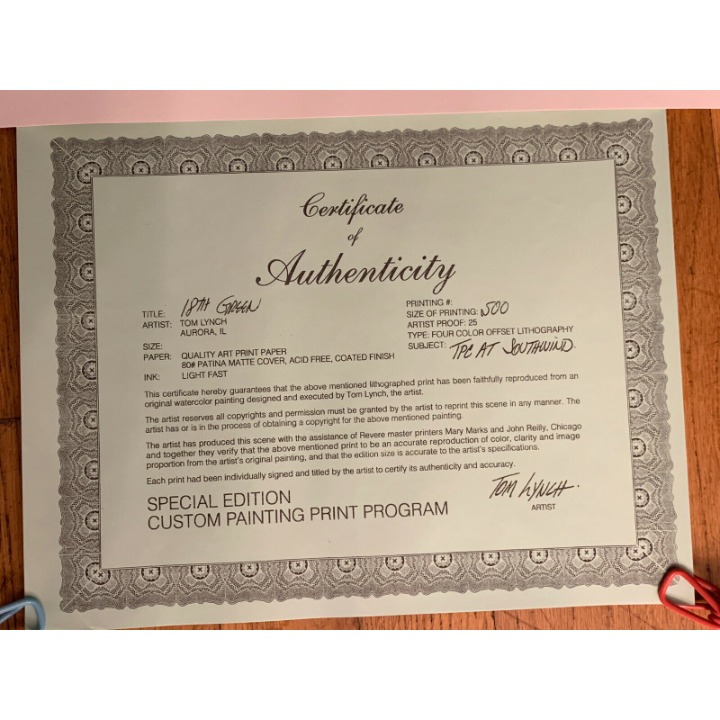 Certificate
of
Authenticity
TITLE: 18TH GREEN
ARTIST: TOM LYNCH
AURORA, IL
SIZE:
PAPER: QUALITY ART PRINT PAPER
80# PATINA MATTE COVER, ACID FREE, COATED FINISH
INK: LIGHT FAST
PRINTING #:
SIZE OF PRINTING: 500
ARTIST PROOF: 25
TYPE: FOUR COLOR OFFSET LITHOGRAPHY
SUBJECT: TPC AT SOUTHWIND.
This certificate hereby guarantees that the above mentioned lithographed print has been faithfully reproduced from an
original watercolor painting designed and executed by Tom Lynch, the artist.
The artist reserves all copyrights and permission must be granted by the artist to reprint this scene in any manner. The
artist has or is in the process of obtaining a copyright for the above mentioned painting.
The artist has produced this scene with the assistance of Revere master printers Mary Marks and John Reilly, Chicago
and together they verify that the above mentioned print to be an accurate reproduction of color, clarity and image
proportion from the artist's original painting, and that the edition size is accurate to the artist's specifications.
Each print had been individually signed and titled by the artist to certify its authenticity and accuracy.
SPECIAL EDITION
CUSTOM PAINTING PRINT PROGRAM
TOM LYNCH.
ARTIST